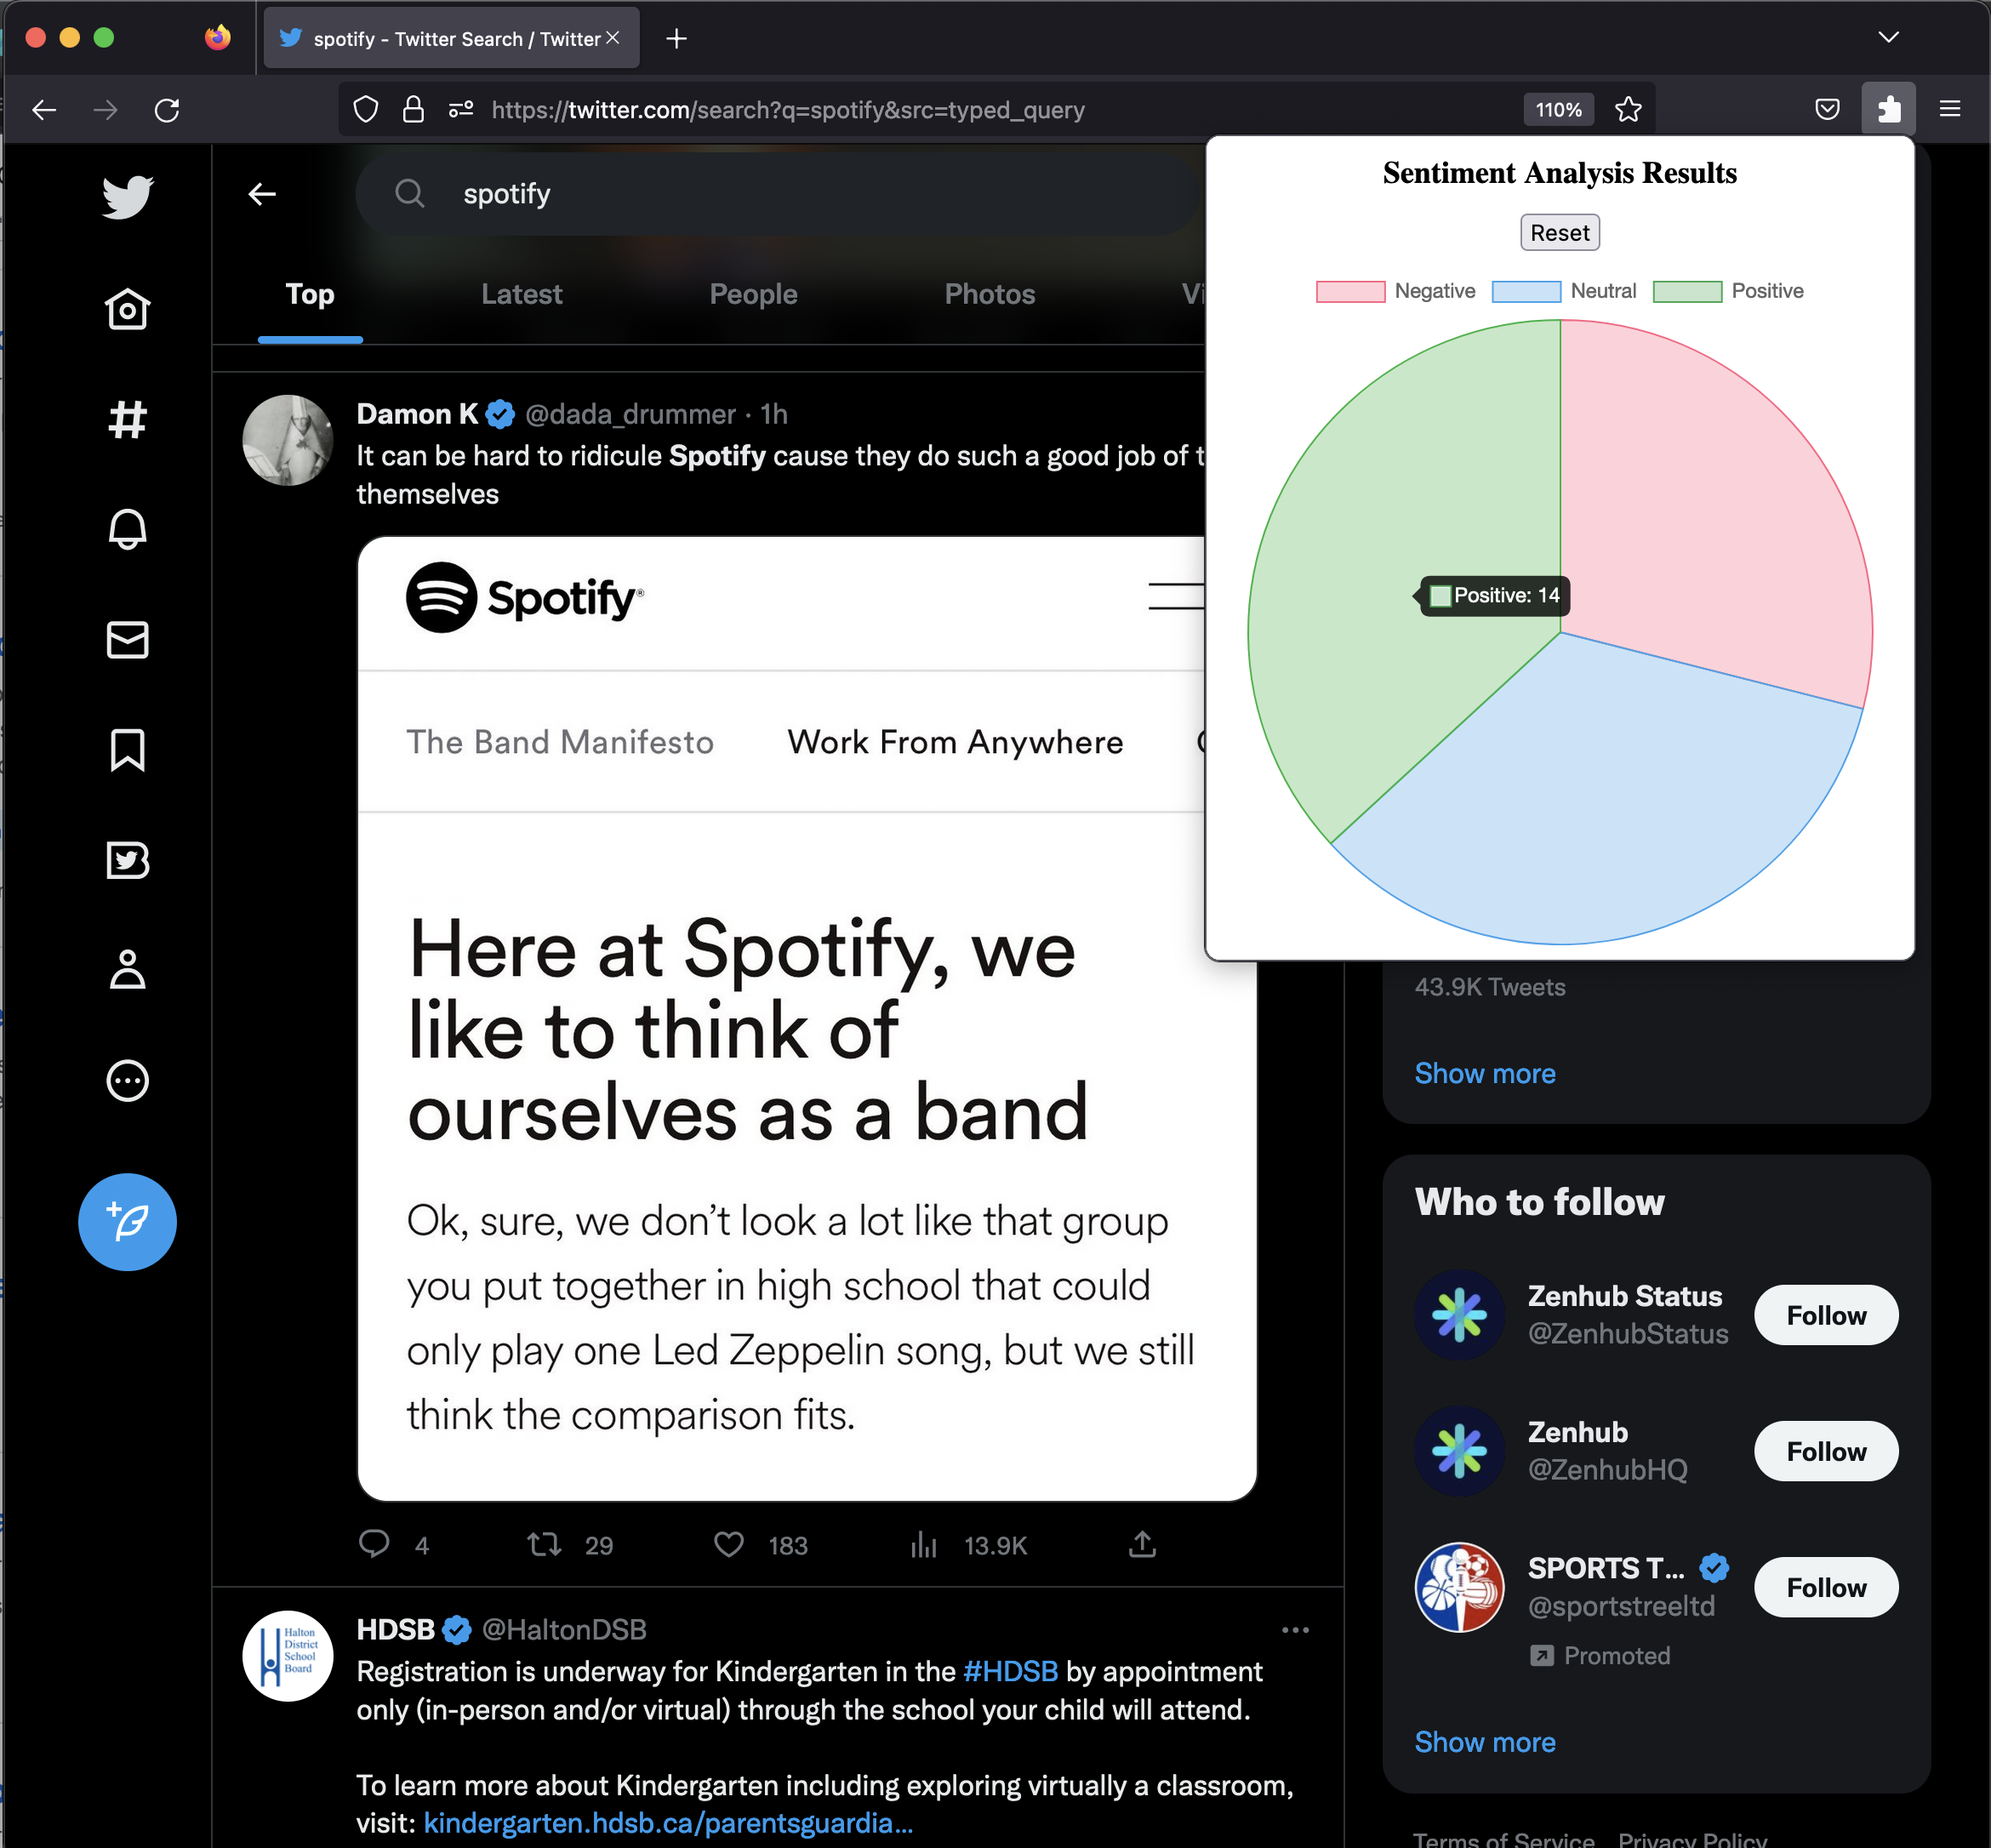 spotify - Twitter Search / Twitter
https://twitter.com/search?q=spotify&src=typed_query
110%
spotify
Top
Latest
People
Photos
Sentiment Analysis Results
Reset
Negative
Neutral
Positive
Positive: 14
Damon K @dada_drummer · 1h
It can be hard to ridicule Spotify cause they do such a good job of
themselves
Spotify®
The Band Manifesto
Work From Anywhere
Here at Spotify, we
like to think of
ourselves as a band
Ok, sure, we don't look a lot like that group
you put together in high school that could
only play one Led Zeppelin song, but we still
think the comparison fits.
4
29
183
13.9K
Halton
District
School
Board
HDSB @HaltonDSB
Registration is underway for Kindergarten in the #HDSB by appointment
only (in-person and/or virtual) through the school your child will attend.
To learn more about Kindergarten including exploring virtually a classroom,
visit: kindergarten.hdsb.ca/parentsguardia...
43.9K Tweets
Show more
Who to follow
Zenhub Status
@ZenhubStatus
Follow
Zenhub
@ZenhubHQ
Follow
SPORTS T...
@sportstreeltd
Follow
Promoted
Show more
Terms of Service
Privacy Policy